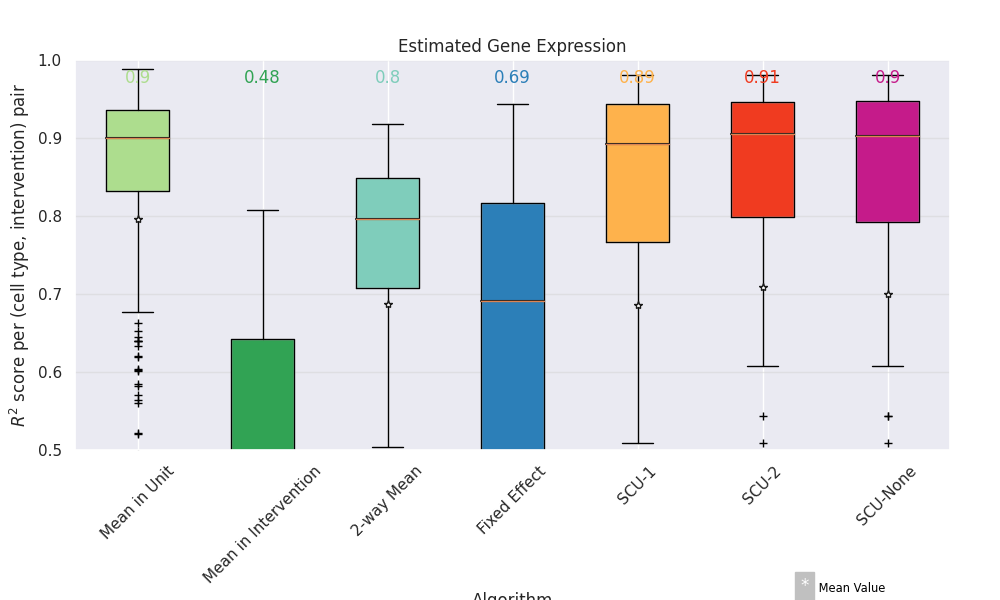 Estimated Gene Expression
R² score per (cell type, intervention) pair
1.0
0.9
0.8
0.7
0.6
0.5
0.9 0.48 0.8 0.69 0.89 0.91 0.9
Mean in Unit
Mean in Intervention
2-way Mean
Fixed Effect
SCU-1
SCU-2
SCU-None
Algorithm
* Mean Value